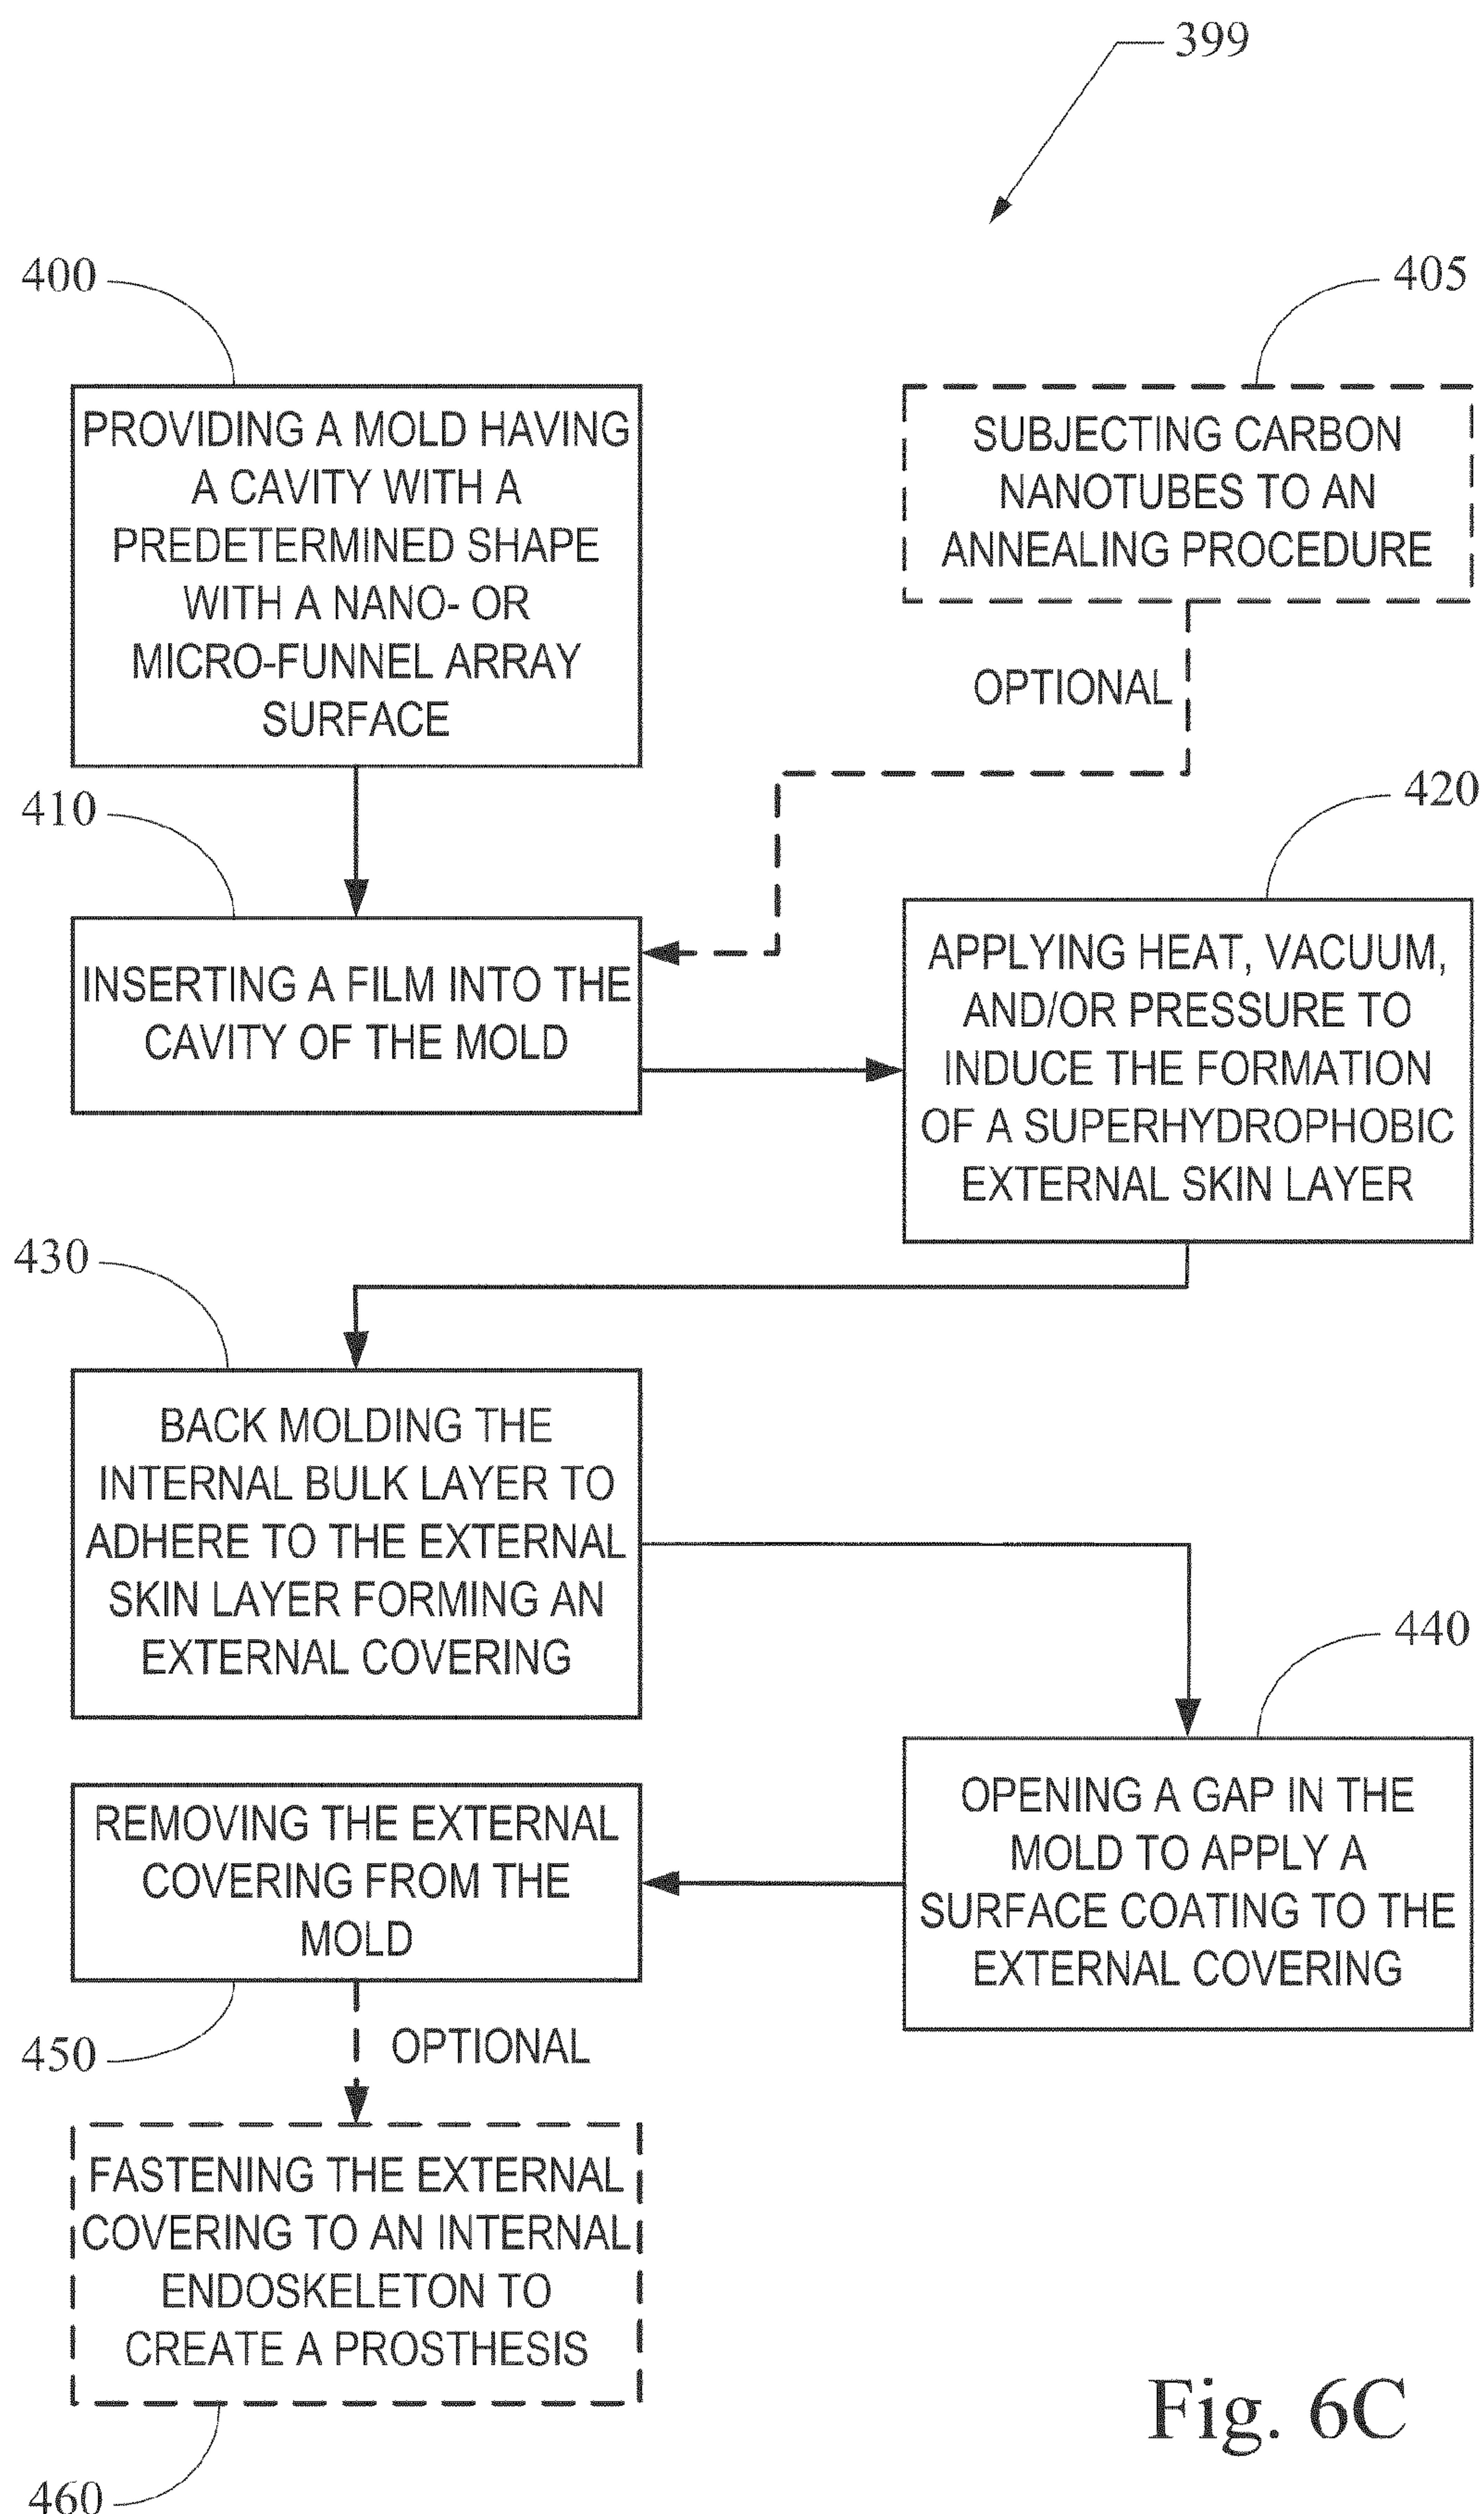 399
400
PROVIDING A MOLD HAVING
A CAVITY WITH A
PREDETERMINED SHAPE
WITH A NANO- OR
MICRO-FUNNEL ARRAY
SURFACE
405
SUBJECTING CARBON
NANOTUBES TO AN
ANNEALING PROCEDURE
OPTIONAL
410
INSERTING A FILM INTO THE
CAVITY OF THE MOLD
420
APPLYING HEAT, VACUUM,
AND/OR PRESSURE TO
INDUCE THE FORMATION
OF A SUPERHYDROPHOBIC
EXTERNAL SKIN LAYER
430
BACK MOLDING THE
INTERNAL BULK LAYER TO
ADHERE TO THE EXTERNAL
SKIN LAYER FORMING AN
EXTERNAL COVERING
440
OPENING A GAP IN THE
MOLD TO APPLY A
SURFACE COATING TO THE
EXTERNAL COVERING
REMOVING THE EXTERNAL
COVERING FROM THE
MOLD
450
OPTIONAL
FASTENING THE EXTERNAL
COVERING TO AN INTERNAL
ENDOSKELETON TO
CREATE A PROSTHESIS
460
Fig. 6C